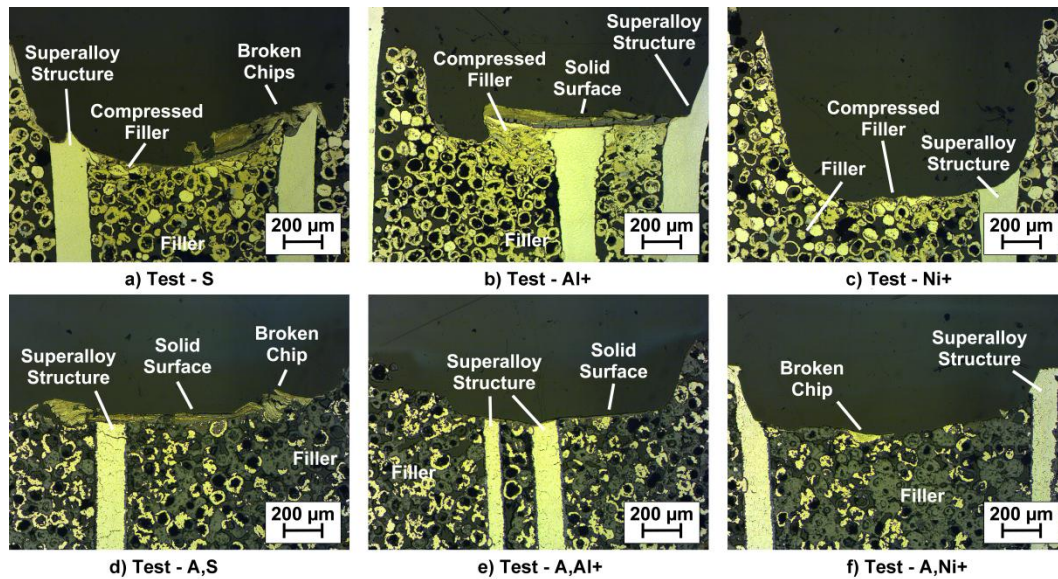 Superalloy
Structure
Broken
Chips
Compressed
Filler
Filler
200 µm
a) Test - S
Superalloy
Structure
Compressed
Filler
Solid
Surface
Filler
200 µm
b) Test - Al+
Compressed
Filler
Superalloy
Structure
Filler
200 µm
c) Test - Ni+
Superalloy
Structure
Solid
Surface
Broken
Chip
Filler
200 µm
d) Test - A,S
Superalloy
Structure
Solid
Surface
Filler
200 µm
e) Test - A,Al+
Superalloy
Structure
Broken
Chip
Filler
200 µm
f) Test - A,Ni+